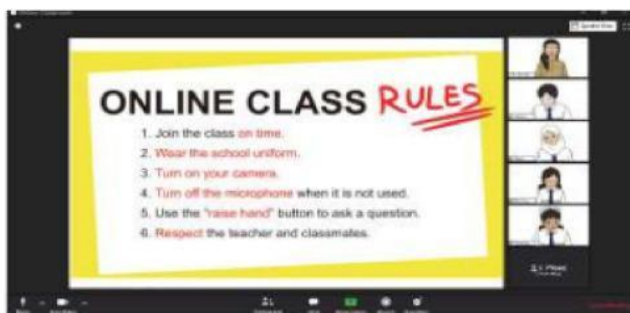 ONLINE CLASS RULES
1. Join the class on time.
2. Wear the school uniform.
3. Turn on your camera.
4. Turn off the microphone when it is not used.
5. Use the "raise hand" button to ask a question.
6. Respect the teacher and classmates.